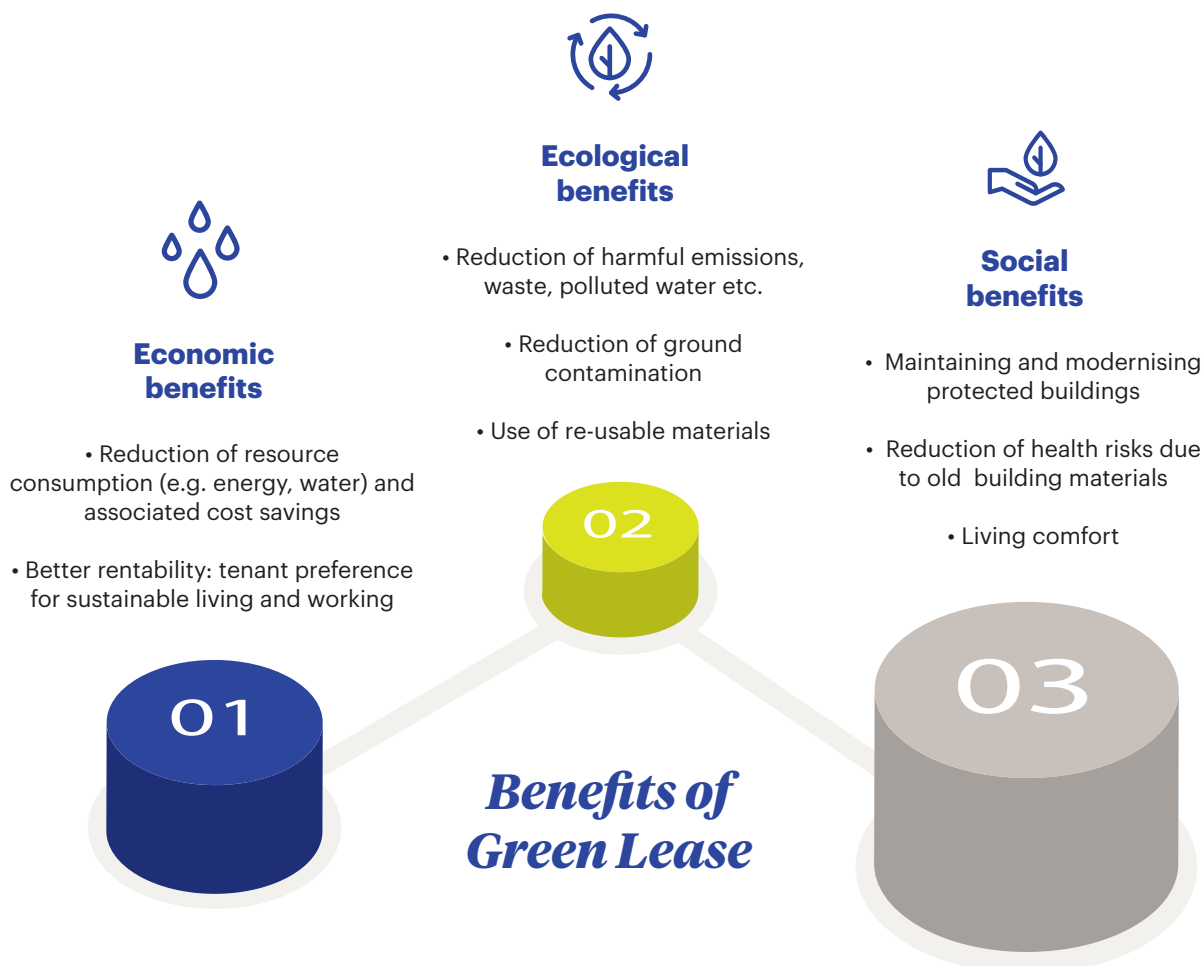 Economic
benefits
• Reduction of resource
consumption (e.g. energy, water) and
associated cost savings
• Better rentability: tenant preference
for sustainable living and working
01
Ecological
benefits
• Reduction of harmful emissions,
waste, polluted water etc.
• Reduction of ground
contamination
• Use of re-usable materials
02
Social
benefits
• Maintaining and modernising
protected buildings
• Reduction of health risks due
to old building materials
• Living comfort
03
Benefits of
Green Lease